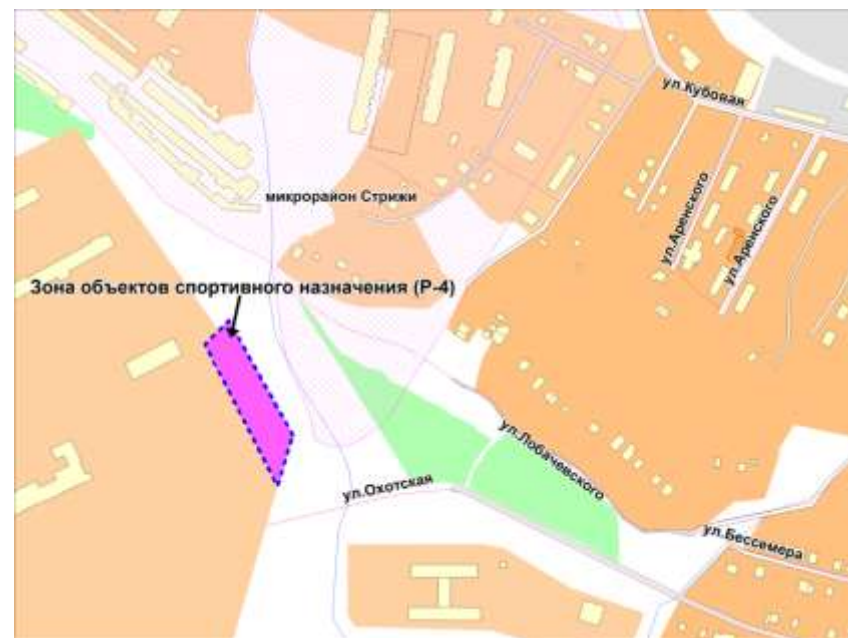 ул.Кубовая
микрорайон Стрижи
ул.Аренского
ул.Аренского
Зона объектов спортивного назначения (Р-4)
ул.Лобачевского
ул.Охотская
ул.Бессемера